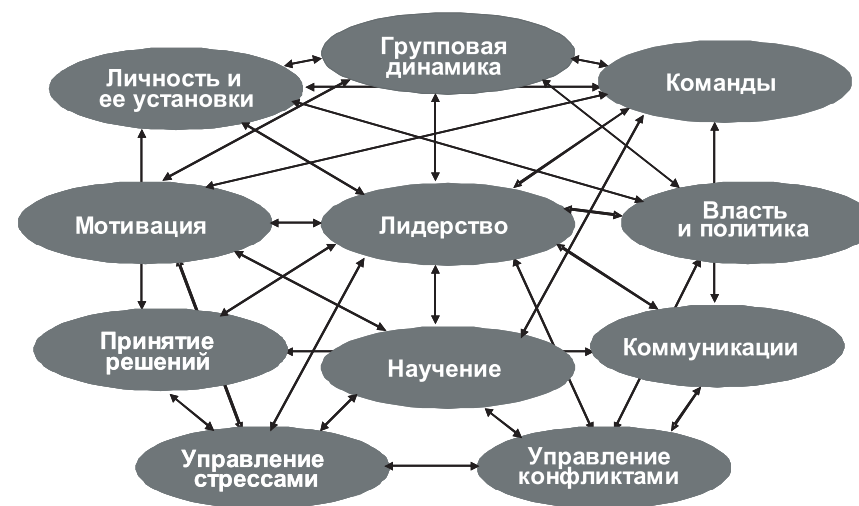 Групповая
динамика
Личность и
ее установки
Команды
Мотивация
Лидерство
Власть
и политика
Принятие
решений
Научение
Коммуникации
Управление
стрессами
Управление
конфликтами